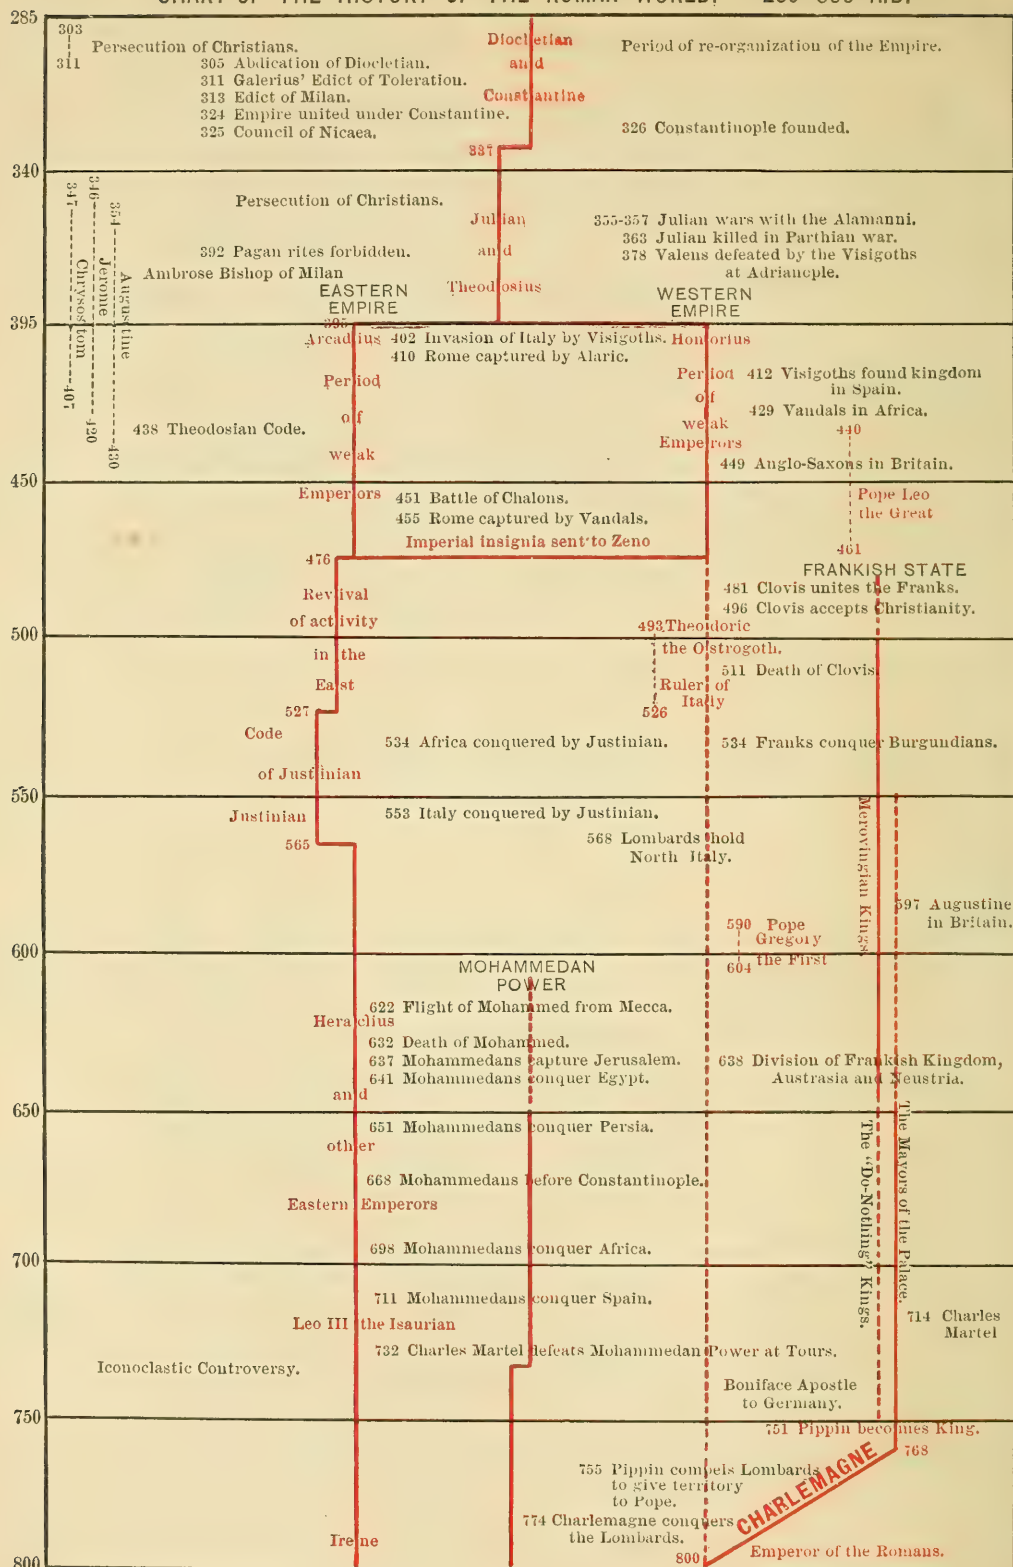 CHART OF THE HISTORY OF THE ROMAN WORLD,
285
303
311
Persecution of Christians.
305 Abdication of Diocletian.
311 Galerius' Edict of Toleration.
313 Edict of Milan.
324 Empire united under Constantine.
325 Council of Nicaea.
Diocletian
and
Constantine
337
Period of re-organization of the Empire.
326 Constantinople founded.
340
347
Chrysostom
407
346
Jerome
420
354
Augustine
430
Persecution of Christians.
392 Pagan rites forbidden.
Ambrose Bishop of Milan
Julian
and
Theodosius
355-357 Julian wars with the Alamanni.
363 Julian killed in Parthian war.
378 Valens defeated by the Visigoths
at Adrianople.
EASTERN
EMPIRE
WESTERN
EMPIRE
395
395
Arcadius
402 Invasion of Italy by Visigoths.
410 Rome captured by Alaric.
Honorius
Period
of
weak
Emperors
438 Theodosian Code.
Period
of
weak
Emperors
412 Visigoths found kingdom
in Spain.
429 Vandals in Africa.
440
449 Anglo-Saxons in Britain.
450
451 Battle of Chalons.
455 Rome captured by Vandals.
Imperial insignia sent to Zeno
Pope Leo
the Great
461
476
FRANKISH STATE
481 Clovis unites the Franks.
496 Clovis accepts Christianity.
Revival
of activity
in the
East
500
493 Theodoric
the Ostrogoth.
Ruler of
Italy
526
511 Death of Clovis
527
Code
of Justinian
534 Africa conquered by Justinian.
534 Franks conquer Burgundians.
550
Justinian
565
553 Italy conquered by Justinian.
568 Lombards hold
North Italy.
Merovingian Kings.
597 Augustine
in Britain.
590 Pope
Gregory
the First
604
600
MOHAMMEDAN
POWER
622 Flight of Mohammed from Mecca.
Heraclius
632 Death of Mohammed.
637 Mohammedans capture Jerusalem.
641 Mohammedans conquer Egypt.
638 Division of Frankish Kingdom,
Austrasia and Neustria.
and
650
651 Mohammedans conquer Persia.
other
668 Mohammedans before Constantinople.
Eastern Emperors
698 Mohammedans conquer Africa.
The "Do-Nothing" Kings.
The Mayors of the Palace.
700
711 Mohammedans conquer Spain.
Leo III the Isaurian
714 Charles
Martel
732 Charles Martel defeats Mohammedan Power at Tours.
Iconoclastic Controversy.
Boniface Apostle
to Germany.
750
751 Pippin becomes King.
768
755 Pippin compels Lombards
to give territory
to Pope.
CHARLEMAGNE
774 Charlemagne conquers
the Lombards.
Irene
800
800
Emperor of the Romans.